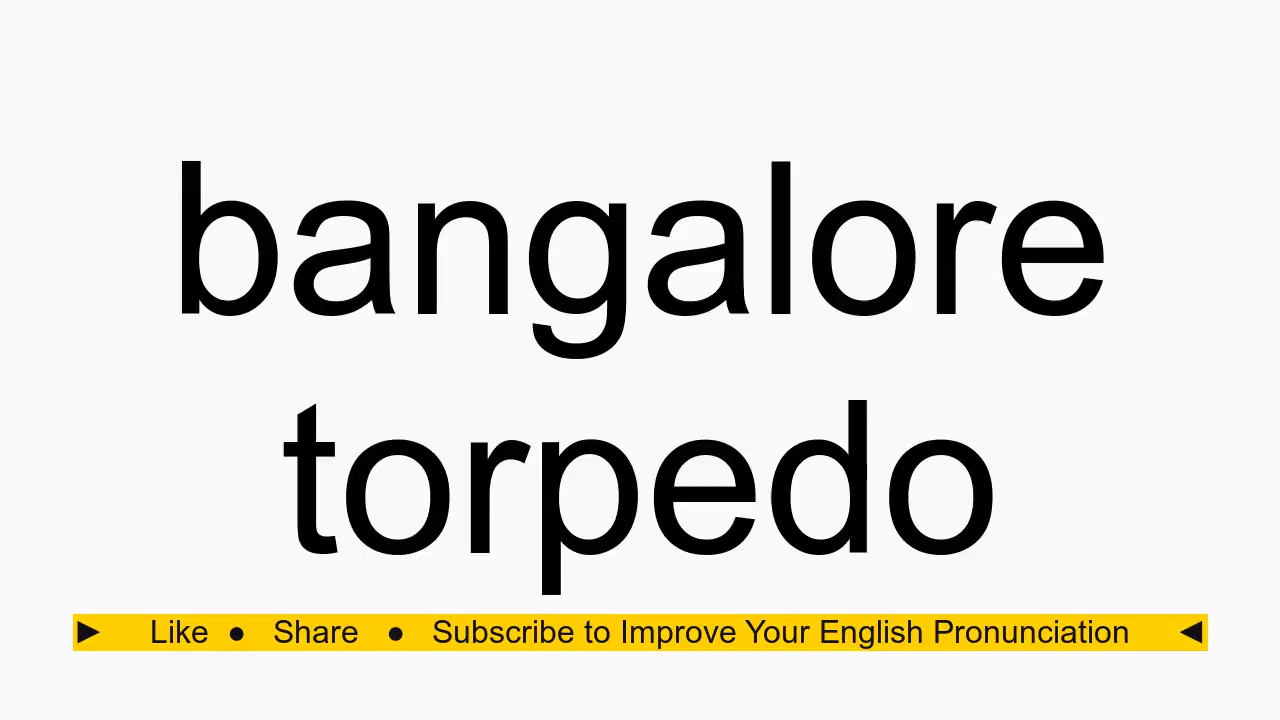 bangalore
torpedo
▶ Like ● Share ● Subscribe to Improve Your English Pronunciation ◀